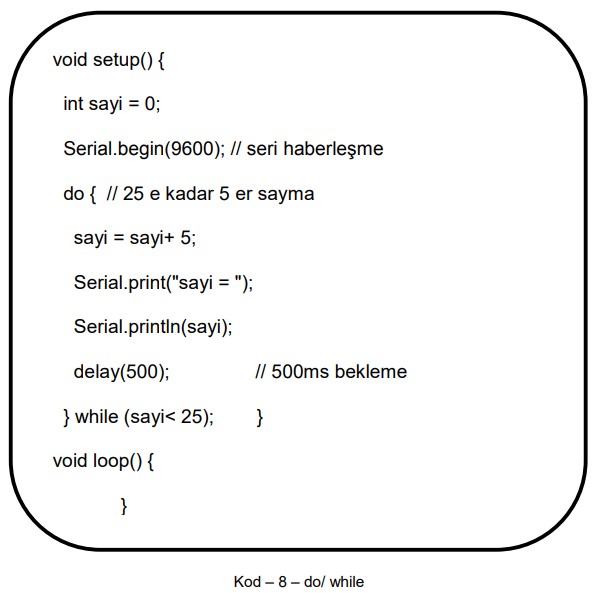 void setup() {
int sayi = 0;
Serial.begin(9600); // seri haberleşme
do {  // 25 e kadar 5 er sayma
sayi = sayi+ 5;
Serial.print("sayi = ");
Serial.println(sayi);
delay(500);    // 500ms bekleme
} while (sayi< 25);    }
void loop() {
}
Kod – 8 – do/ while